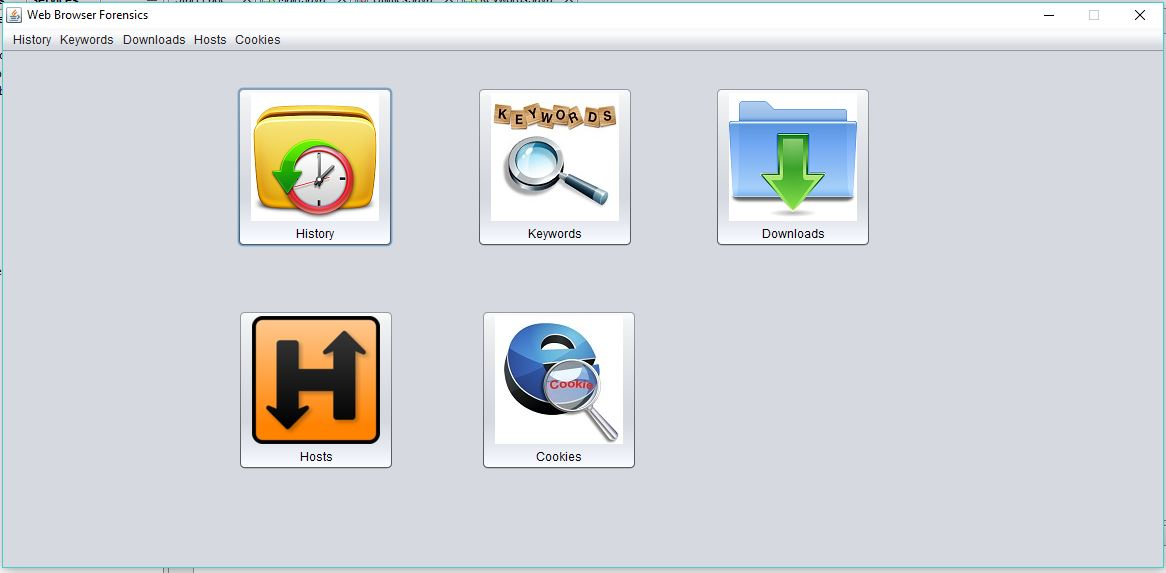 Web Browser Forensics
History Keywords Downloads Hosts Cookies
KEYWORDS
History
Keywords
Downloads
H
Cookie
Hosts
Cookies